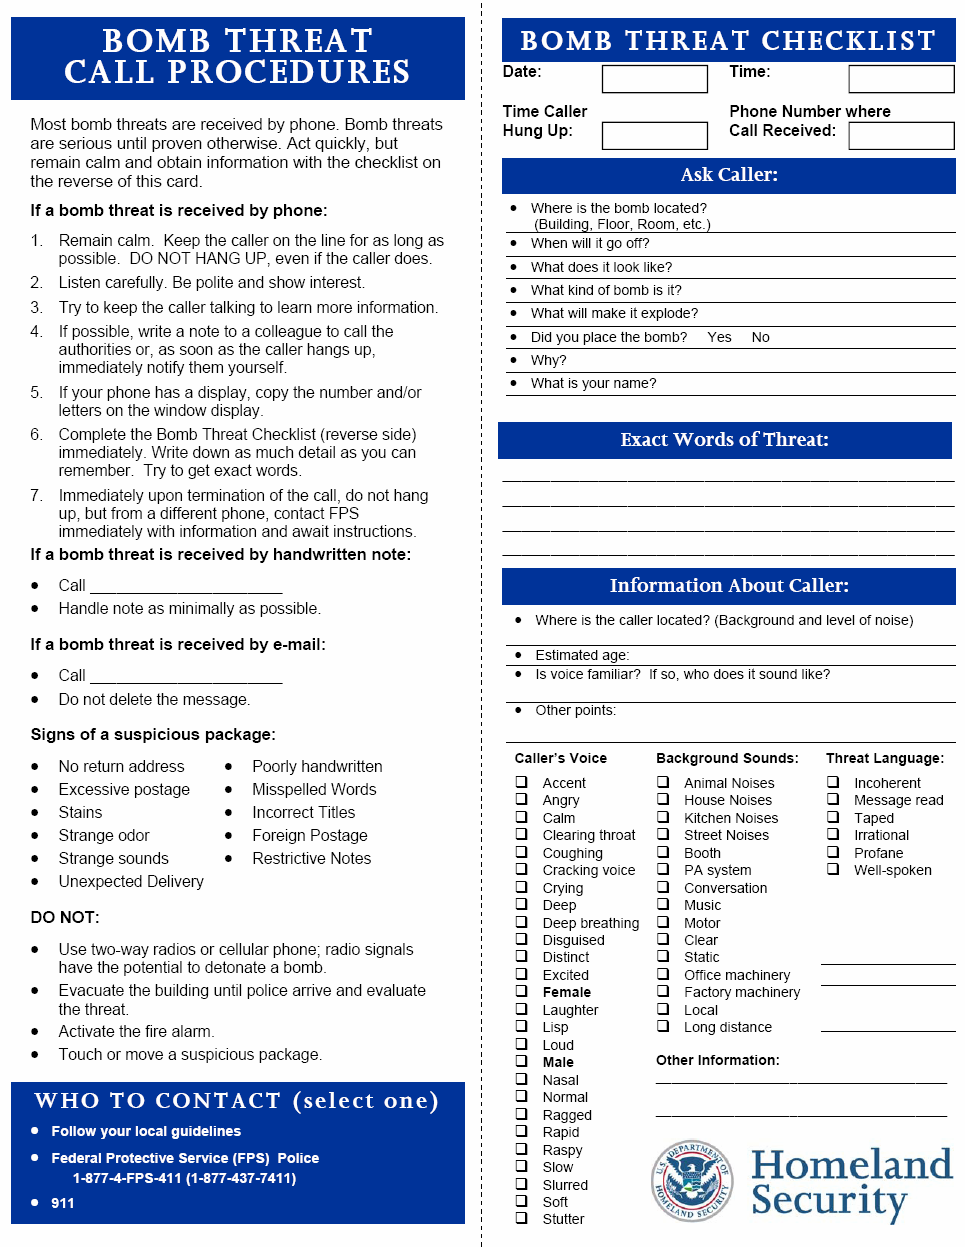 BOMB THREAT
CALL PROCEDURES
Most bomb threats are received by phone. Bomb threats
are serious until proven otherwise. Act quickly, but
remain calm and obtain information with the checklist on
the reverse of this card.
If a bomb threat is received by phone:
1. Remain calm. Keep the caller on the line for as long as
possible. DO NOT HANG UP, even if the caller does.
2. Listen carefully. Be polite and show interest.
3. Try to keep the caller talking to learn more information.
4. If possible, write a note to a colleague to call the
authorities or, as soon as the caller hangs up,
immediately notify them yourself.
5. If your phone has a display, copy the number and/or
letters on the window display.
6. Complete the Bomb Threat Checklist (reverse side)
immediately. Write down as much detail as you can
remember. Try to get exact words.
7. Immediately upon termination of the call, do not hang
up, but from a different phone, contact FPS
immediately with information and await instructions.
If a bomb threat is received by handwritten note:
• Call ______________________
• Handle note as minimally as possible.
If a bomb threat is received by e-mail:
• Call ______________________
• Do not delete the message.
Signs of a suspicious package:
• No return address • Poorly handwritten
• Excessive postage • Misspelled Words
• Stains • Incorrect Titles
• Strange odor • Foreign Postage
• Strange sounds • Restrictive Notes
• Unexpected Delivery
DO NOT:
• Use two-way radios or cellular phone; radio signals
have the potential to detonate a bomb.
• Evacuate the building until police arrive and evaluate
the threat.
• Activate the fire alarm.
• Touch or move a suspicious package.
WHO TO CONTACT (select one)
• Follow your local guidelines
• Federal Protective Service (FPS) Police
1-877-4-FPS-411 (1-877-437-7411)
• 911
BOMB THREAT CHECKLIST
Date: Time:
Time Caller Phone Number where
Hung Up: Call Received:
Ask Caller:
• Where is the bomb located?
(Building, Floor, Room, etc.)
• When will it go off?
• What does it look like?
• What kind of bomb is it?
• What will make it explode?
• Did you place the bomb? Yes No
• Why?
• What is your name?
Exact Words of Threat:
Information About Caller:
• Where is the caller located? (Background and level of noise)
• Estimated age:
• Is voice familiar? If so, who does it sound like?
• Other points:
Caller's Voice
❑ Accent
❑ Angry
❑ Calm
❑ Clearing throat
❑ Coughing
❑ Cracking voice
❑ Crying
❑ Deep
❑ Deep breathing
❑ Disguised
❑ Distinct
❑ Excited
❑ Female
❑ Laughter
❑ Lisp
❑ Loud
❑ Male
❑ Nasal
❑ Normal
❑ Ragged
❑ Rapid
❑ Raspy
❑ Slow
❑ Slurred
❑ Soft
❑ Stutter
Background Sounds:
❑ Animal Noises
❑ House Noises
❑ Kitchen Noises
❑ Street Noises
❑ Booth
❑ PA system
❑ Conversation
❑ Music
❑ Motor
❑ Clear
❑ Static
❑ Office machinery
❑ Factory machinery
❑ Local
❑ Long distance
Threat Language:
❑ Incoherent
❑ Message read
❑ Taped
❑ Irrational
❑ Profane
❑ Well-spoken
Other Information:
U.S. DEPARTMENT OF
HOMELAND SECURITY
Homeland
Security